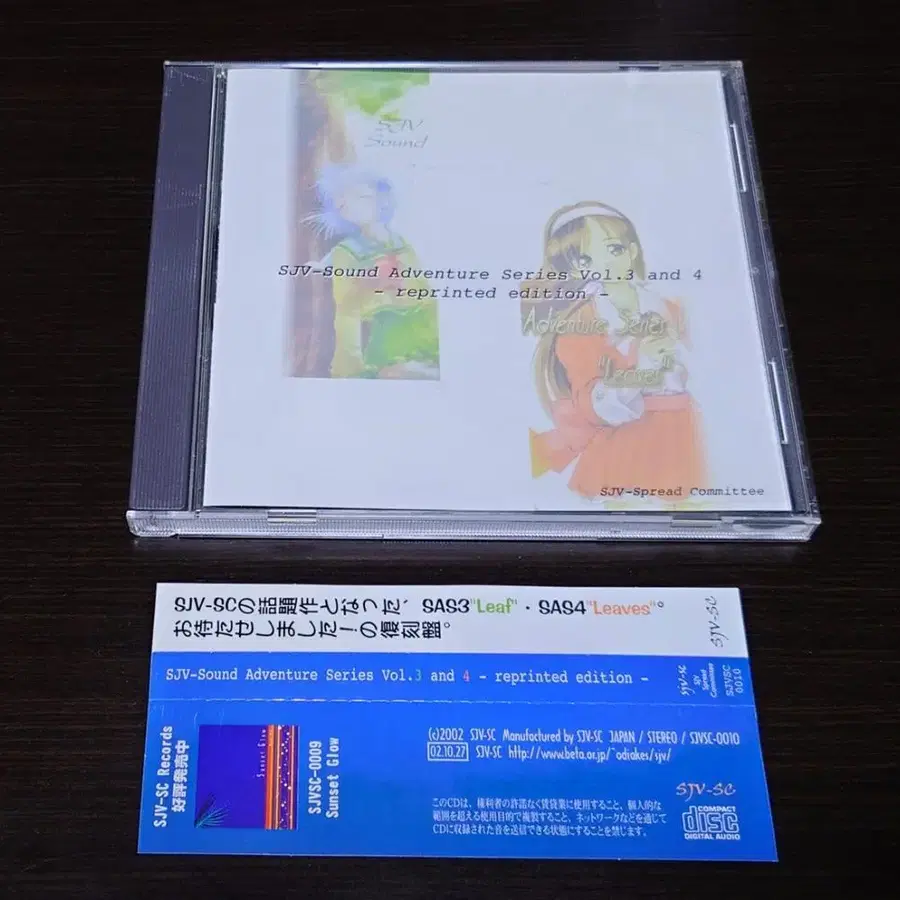 SJV
Sound
SJV-Sound Adventure Series Vol.3 and 4
- reprinted edition -
Adventure Series
"Leaves"
SJV-Spread Committee
SJV-SCの話題作となった、SAS3"Leaf"・SAS4"Leaves"。
お待たせしました!の復刻盤。
SJV-SC
SJV-Sound Adventure Series Vol.3 and 4 - reprinted edition -
SJV-SC
SJV
Spread
Committee
SJVSC
0010
SJV-SC Records
好評発売中
Sunset Glow
SJVSC-0009
Sunset Glow
(c)2002 SJV-SC Manufactured by SJV-SC JAPAN / STEREO / SJVSC-0010
02.10.27 SJV-SC http://www.beta.or.jp/~odiakes/sjv/
このCDは、権利者の許諾なく賃貸業に使用すること、個人的な
範囲を超える使用目的で複製すること、ネットワークなどを通じて
CDに収録された音を送信できる状態にすることを禁じます。
SJV-SC
COMPACT
disc
DIGITAL AUDIO